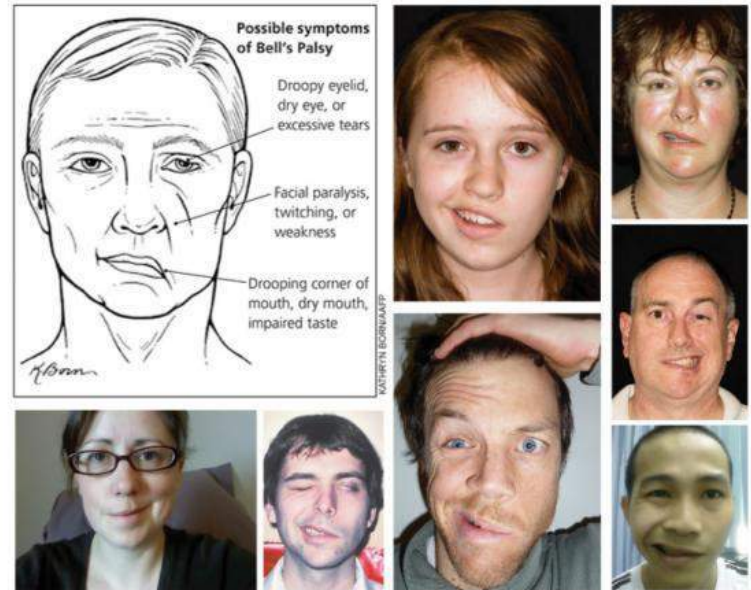 Possible symptoms
of Bell's Palsy
Droopy eyelid,
dry eye, or
excessive tears
Facial paralysis,
twitching, or
weakness
Drooping corner of
mouth, dry mouth,
impaired taste
K Born
KATHRYN BORN/AAFP